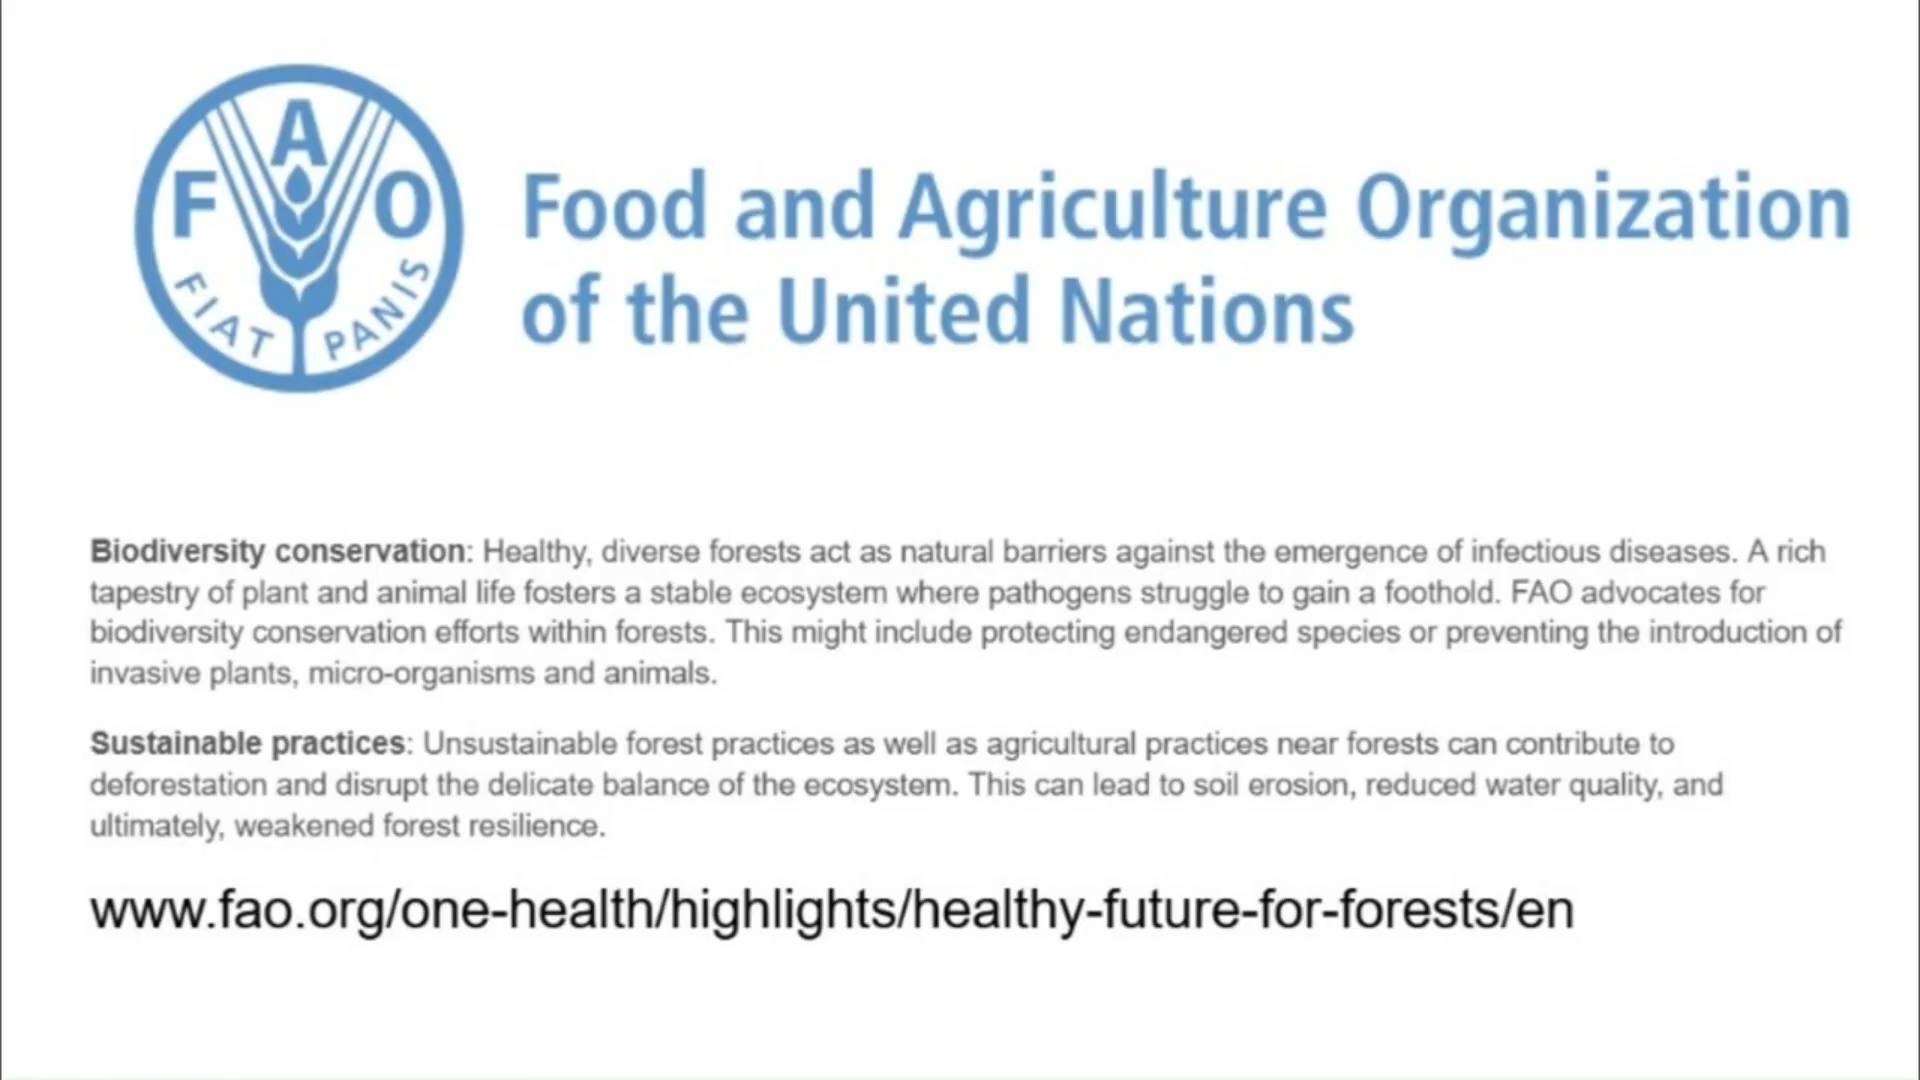 FAO
FIAT PANIS
Food and Agriculture Organization
of the United Nations
Biodiversity conservation: Healthy, diverse forests act as natural barriers against the emergence of infectious diseases. A rich
tapestry of plant and animal life fosters a stable ecosystem where pathogens struggle to gain a foothold. FAO advocates for
biodiversity conservation efforts within forests. This might include protecting endangered species or preventing the introduction of
invasive plants, micro-organisms and animals.
Sustainable practices: Unsustainable forest practices as well as agricultural practices near forests can contribute to
deforestation and disrupt the delicate balance of the ecosystem. This can lead to soil erosion, reduced water quality, and
ultimately, weakened forest resilience.
www.fao.org/one-health/highlights/healthy-future-for-forests/en